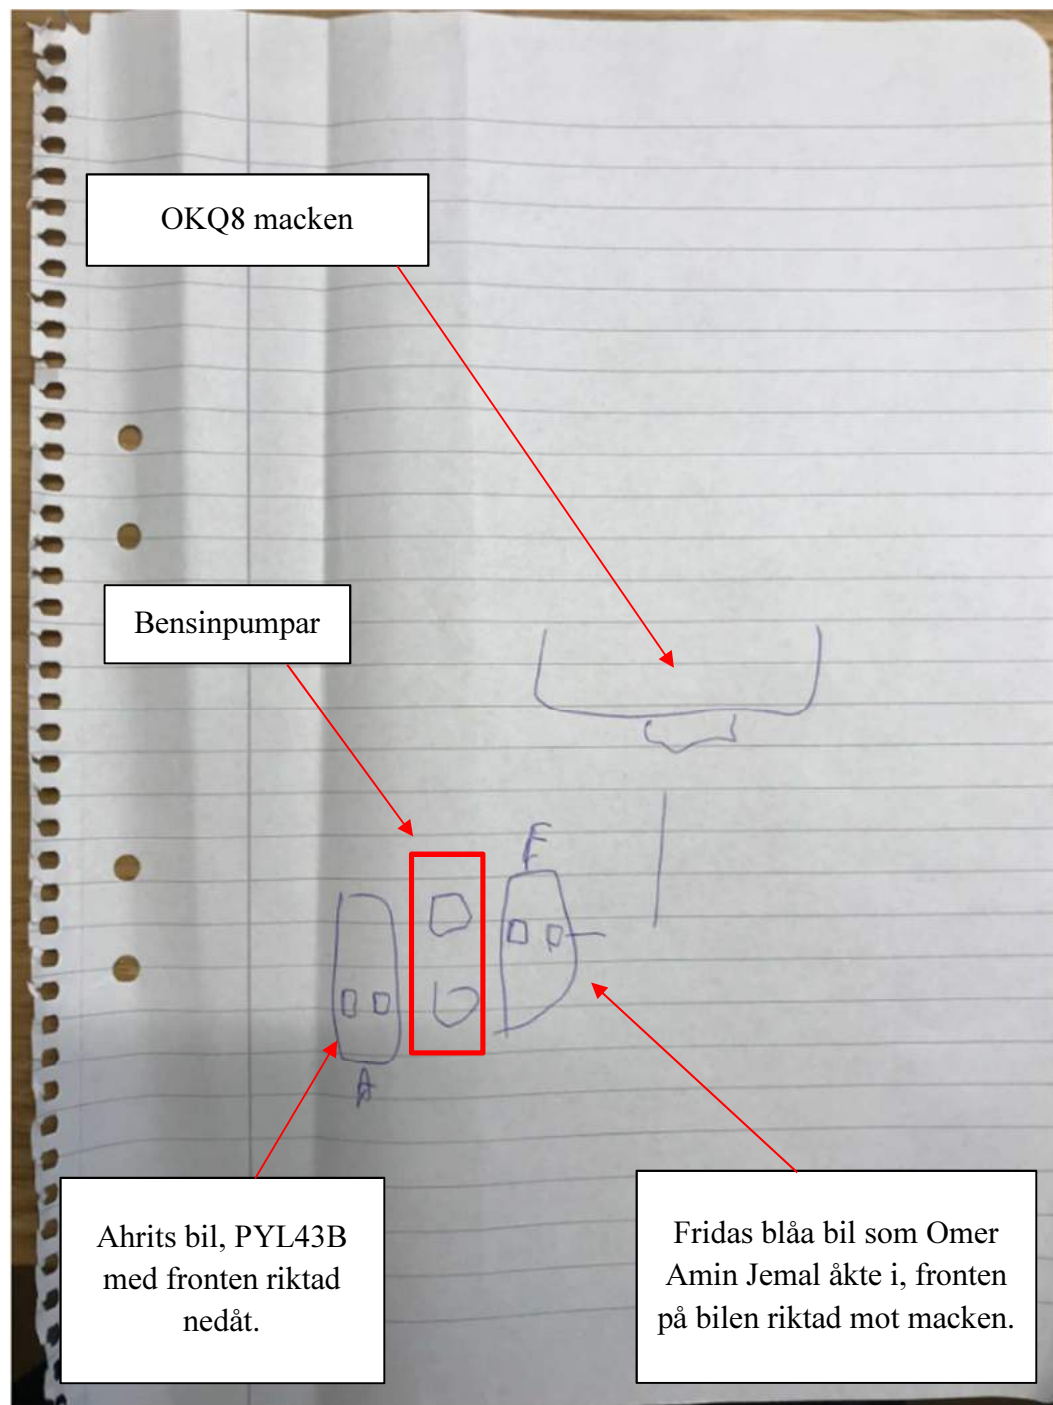 OKQ8 macken
Bensinpumpar
F
A
Ahrits bil, PYL43B
med fronten riktad
nedåt.
Fridas blåa bil som Omer
Amin Jemal åkte i, fronten
på bilen riktad mot macken.